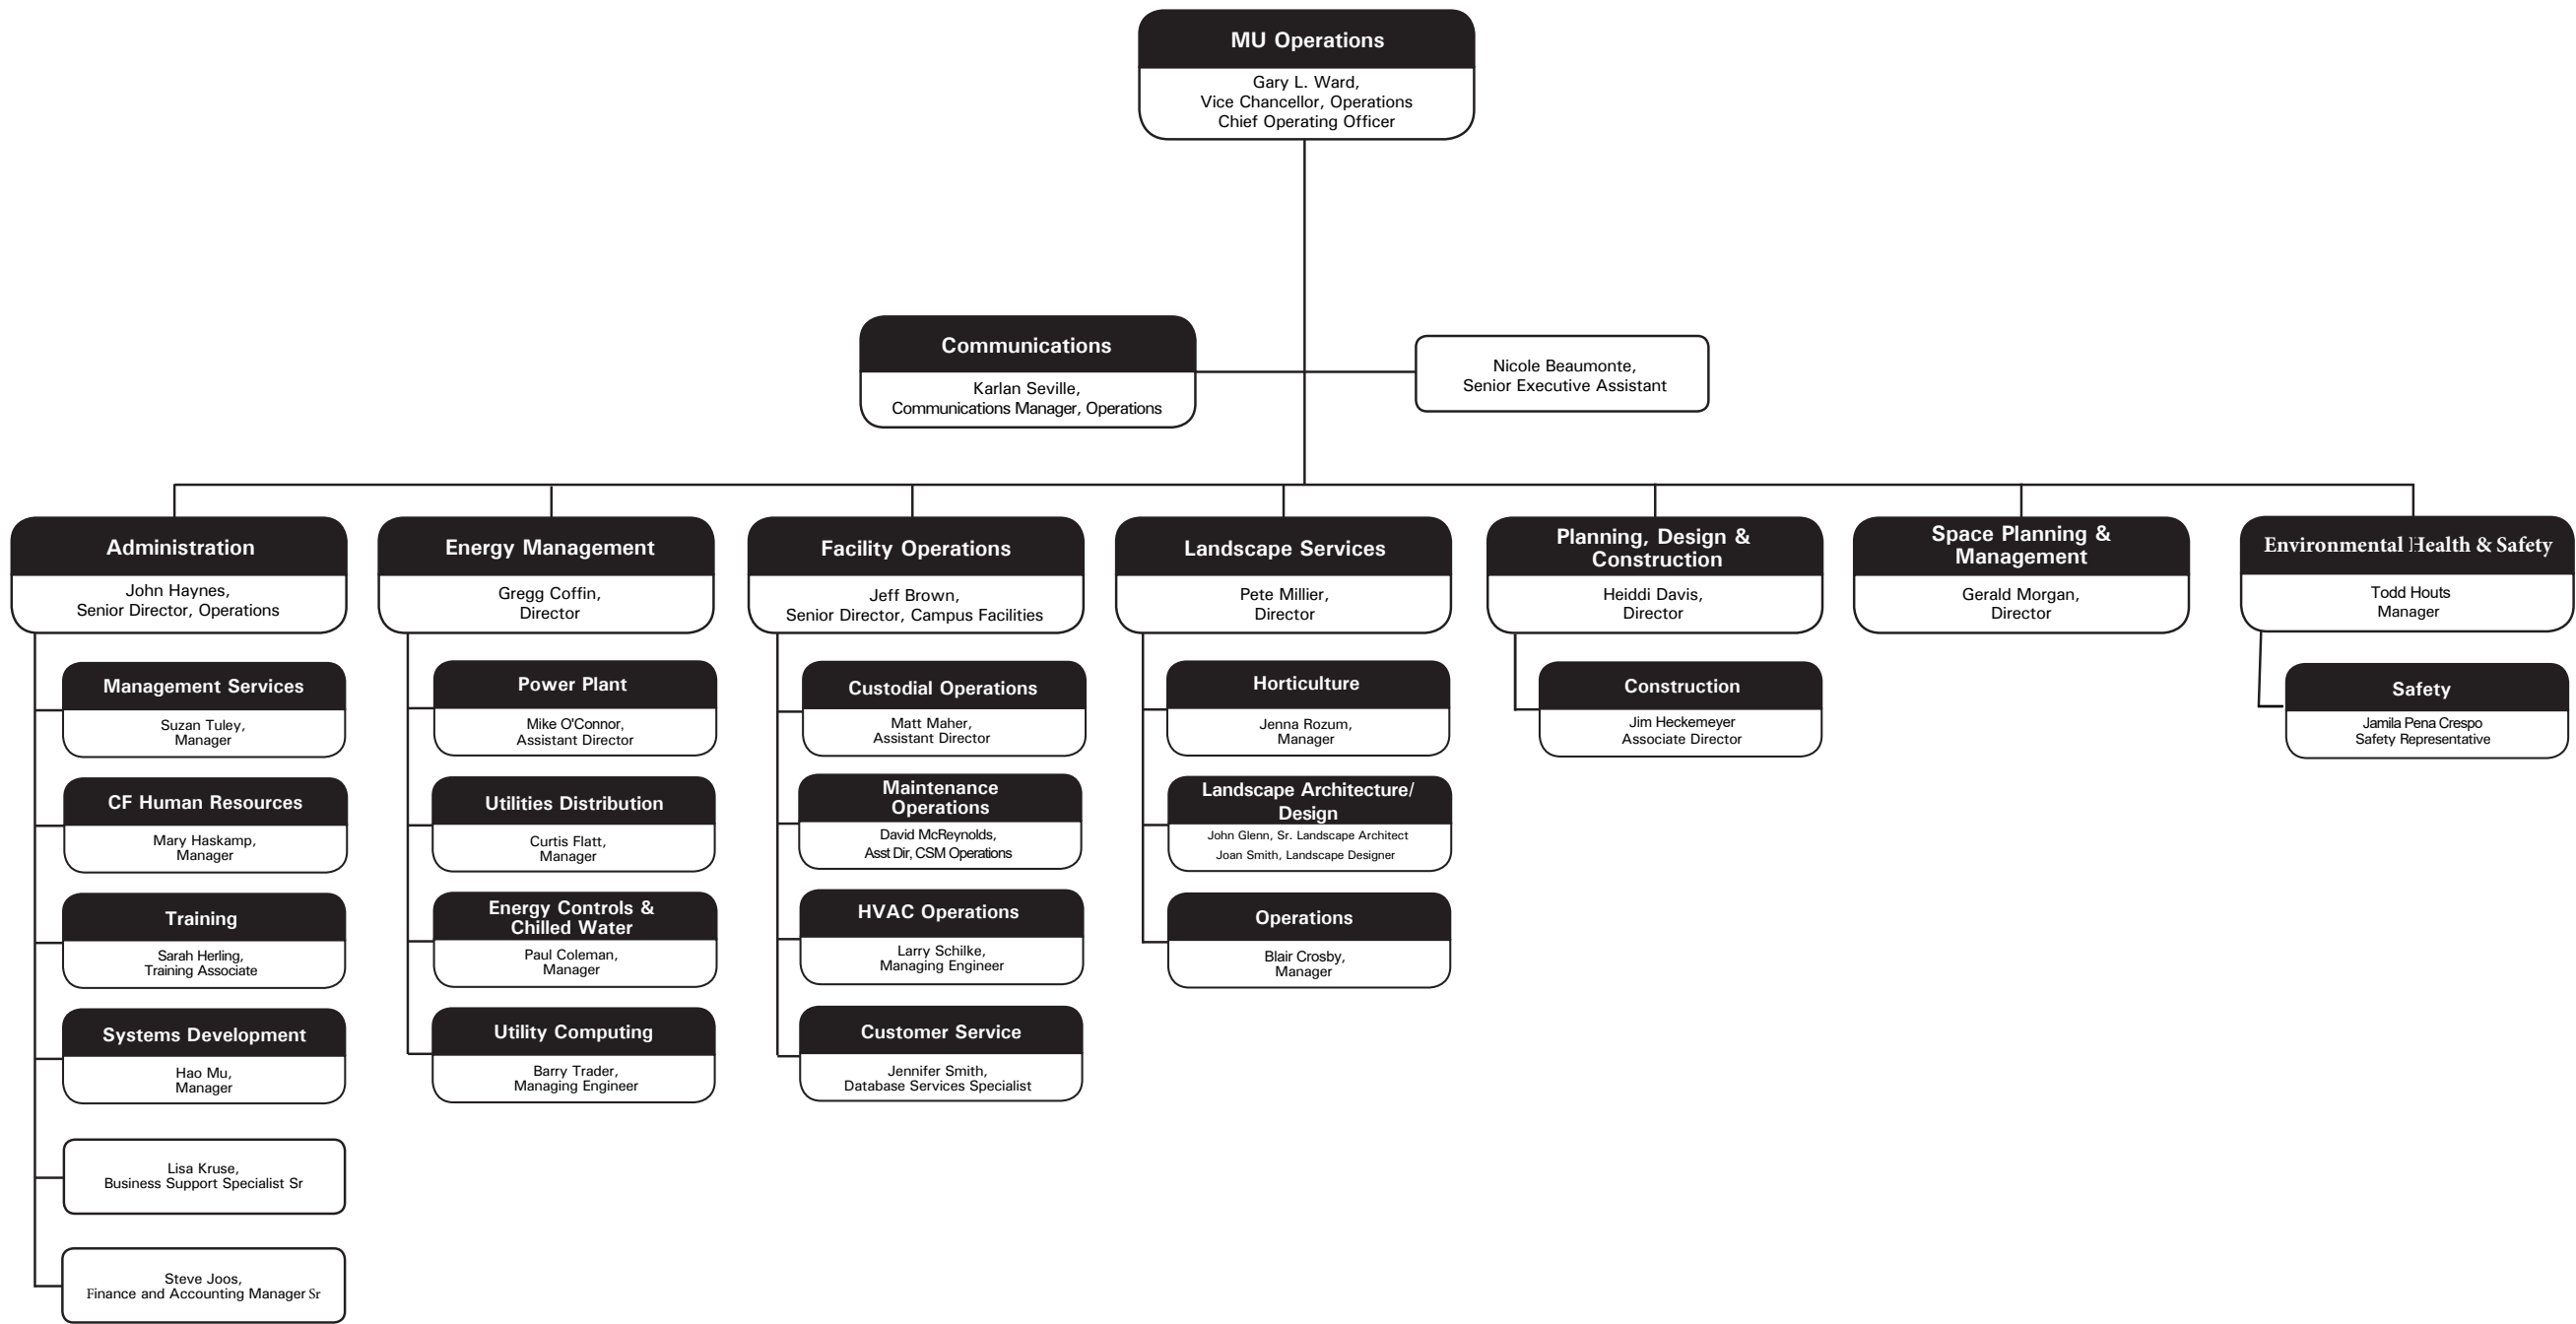 MU Operations
Gary L. Ward,
Vice Chancellor, Operations
Chief Operating Officer
Communications
Karlan Seville,
Communications Manager, Operations
Nicole Beaumonte,
Senior Executive Assistant
Administration
John Haynes,
Senior Director, Operations
Management Services
Suzan Tuley,
Manager
CF Human Resources
Mary Haskamp,
Manager
Training
Sarah Herling,
Training Associate
Systems Development
Hao Mu,
Manager
Lisa Kruse,
Business Support Specialist Sr
Steve Joos,
Finance and Accounting Manager Sr
Energy Management
Gregg Coffin,
Director
Power Plant
Mike O'Connor,
Assistant Director
Utilities Distribution
Curtis Flatt,
Manager
Energy Controls &
Chilled Water
Paul Coleman,
Manager
Utility Computing
Barry Trader,
Managing Engineer
Facility Operations
Jeff Brown,
Senior Director, Campus Facilities
Custodial Operations
Matt Maher,
Assistant Director
Maintenance
Operations
David McReynolds,
Asst Dir, CSM Operations
HVAC Operations
Larry Schilke,
Managing Engineer
Customer Service
Jennifer Smith,
Database Services Specialist
Landscape Services
Pete Millier,
Director
Horticulture
Jenna Rozum,
Manager
Landscape Architecture/
Design
John Glenn, Sr. Landscape Architect
Joan Smith, Landscape Designer
Operations
Blair Crosby,
Manager
Planning, Design &
Construction
Heiddi Davis,
Director
Construction
Jim Heckemeyer
Associate Director
Space Planning &
Management
Gerald Morgan,
Director
Environmental Health & Safety
Todd Houts
Manager
Safety
Jamila Pena Crespo
Safety Representative